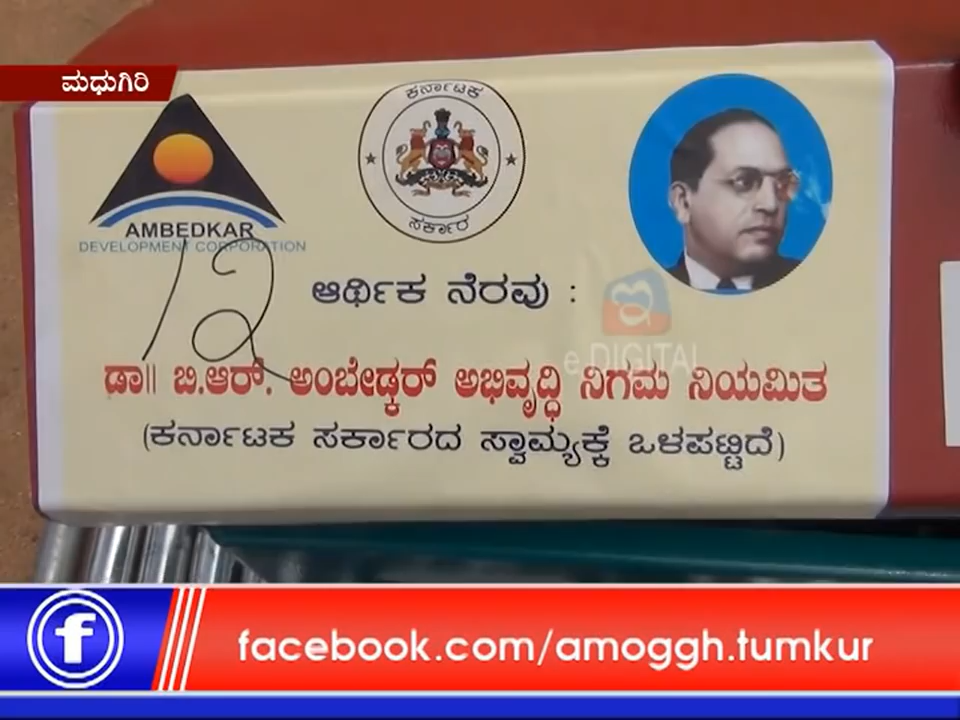 ಮಧುಗಿರಿ
ಕರ್ನಾಟಕ
ಸರ್ಕಾರ
AMBEDKAR
DEVELOPMENT CORPORATION
12
ಆರ್ಥಿಕ ನೆರವು :
e DIGITAL
ಡಾ॥ ಬಿ.ಆರ್. ಅಂಬೇಡ್ಕರ್ ಅಭಿವೃದ್ಧಿ ನಿಗಮ ನಿಯಮಿತ
(ಕರ್ನಾಟಕ ಸರ್ಕಾರದ ಸ್ವಾಮ್ಯಕ್ಕೆ ಒಳಪಟ್ಟಿದೆ)
facebook.com/amoggh.tumkur